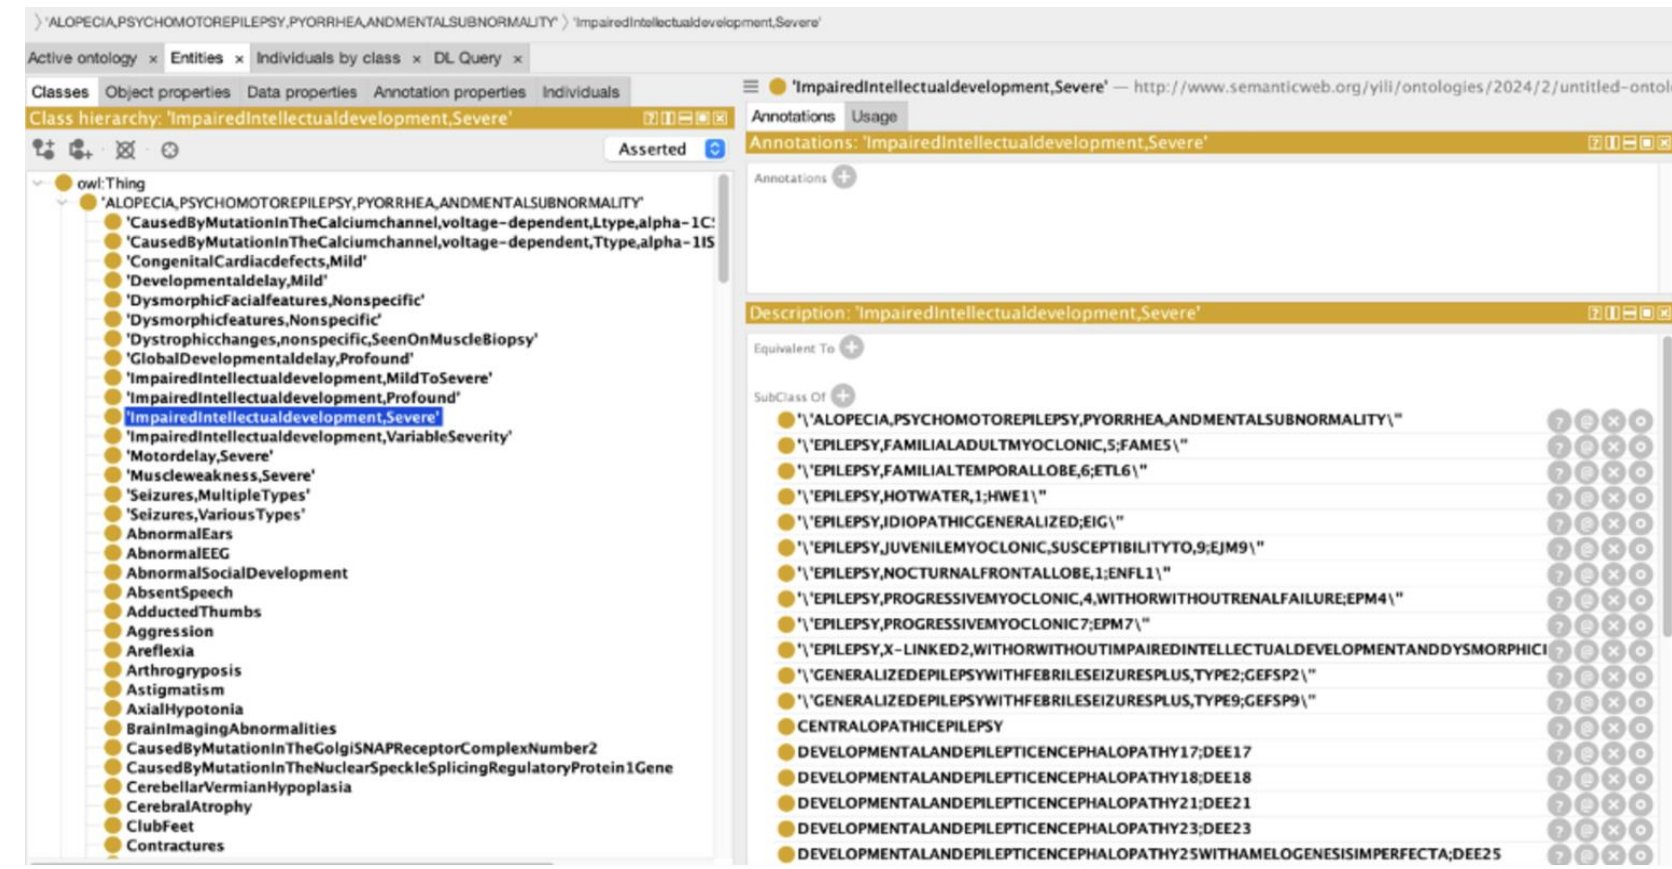 'ALOPECIA,PSYCHOMOTOREPILEPSY,PYORRHEA,ANDMENTALSUBNORMALITY' 'ImpairedIntellectualdevelopment,Severe'
Active ontology × Entities × Individuals by class × DL Query ×
Classes Object properties Data properties Annotation properties Individuals
Class hierarchy: 'ImpairedIntellectualdevelopment,Severe'
Asserted
owl:Thing
'ALOPECIA,PSYCHOMOTOREPILEPSY,PYORRHEA,ANDMENTALSUBNORMALITY'
'CausedByMutationInTheCalciumchannel,voltage-dependent,Ltype,alpha-1C
'CausedByMutationInTheCalciumchannel,voltage-dependent,Ttype,alpha-1IS
'CongenitalCardiacdefects,Mild'
'Developmentaldelay,Mild'
'DysmorphicFacialfeatures,Nonspecific'
'Dysmorphicfeatures,Nonspecific'
'Dystrophicchanges,nonspecific,SeenOnMuscleBiopsy'
'GlobalDevelopmentaldelay,Profound'
'ImpairedIntellectualdevelopment,MildToSevere'
'ImpairedIntellectualdevelopment,Profound'
'ImpairedIntellectualdevelopment,Severe'
'ImpairedIntellectualdevelopment,VariableSeverity'
'Motordelay,Severe'
'Muscleweakness,Severe'
'Seizures,MultipleTypes'
'Seizures,VariousTypes'
AbnormalEars
AbnormalEEG
AbnormalSocialDevelopment
AbsentSpeech
AdductedThumbs
Aggression
Areflexia
Arthrogryposis
Astigmatism
AxialHypotonia
BrainImagingAbnormalities
CausedByMutationInTheGolgiSNAPReceptorComplexNumber2
CausedByMutationInTheNuclearSpeckleSplicingRegulatoryProtein1Gene
CerebellarVermianHypoplasia
CerebralAtrophy
ClubFeet
Contractures
'ImpairedIntellectualdevelopment,Severe' — http://www.semanticweb.org/yili/ontologies/2024/2/untitled-ontol
Annotations Usage
Annotations: 'ImpairedIntellectualdevelopment,Severe'
Annotations
Description: 'ImpairedIntellectualdevelopment,Severe'
Equivalent To
SubClass Of
'\'ALOPECIA,PSYCHOMOTOREPILEPSY,PYORRHEA,ANDMENTALSUBNORMALITY\''
'\'EPILEPSY,FAMILIALADULTMYOCLONIC,5;FAME5\''
'\'EPILEPSY,FAMILIALTEMPORALLOBE,6;ETL6\''
'\'EPILEPSY,HOTWATER,1;HWE1\''
'\'EPILEPSY,IDIOPATHICGENERALIZED;EIG\''
'\'EPILEPSY,JUVENILEMYOCLONIC,SUSCEPTIBILITYTO,9;EJM9\''
'\'EPILEPSY,NOCTURNALFRONTALLOBE,1;ENFL1\''
'\'EPILEPSY,PROGRESSIVEMYOCLONIC,4,WITHORWITHOUTRENALFAILURE;EPM4\''
'\'EPILEPSY,PROGRESSIVEMYOCLONIC7;EPM7\''
'\'EPILEPSY,X-LINKED2,WITHORWITHOUTIMPAIREDINTELLECTUALDEVELOPMENTANDDYSMORPHICI
'\'GENERALIZEDEPILEPSYWITHFEBRILESEIZURESPLUS,TYPE2;GEFSP2\''
'\'GENERALIZEDEPILEPSYWITHFEBRILESEIZURESPLUS,TYPE9;GEFSP9\''
CENTRALOPATHICEPILEPSY
DEVELOPMENTALANDEPILEPTICENCEPHALOPATHY17;DEE17
DEVELOPMENTALANDEPILEPTICENCEPHALOPATHY18;DEE18
DEVELOPMENTALANDEPILEPTICENCEPHALOPATHY21;DEE21
DEVELOPMENTALANDEPILEPTICENCEPHALOPATHY23;DEE23
DEVELOPMENTALANDEPILEPTICENCEPHALOPATHY25WITHAMELOGENESISIMPERFECTA;DEE25